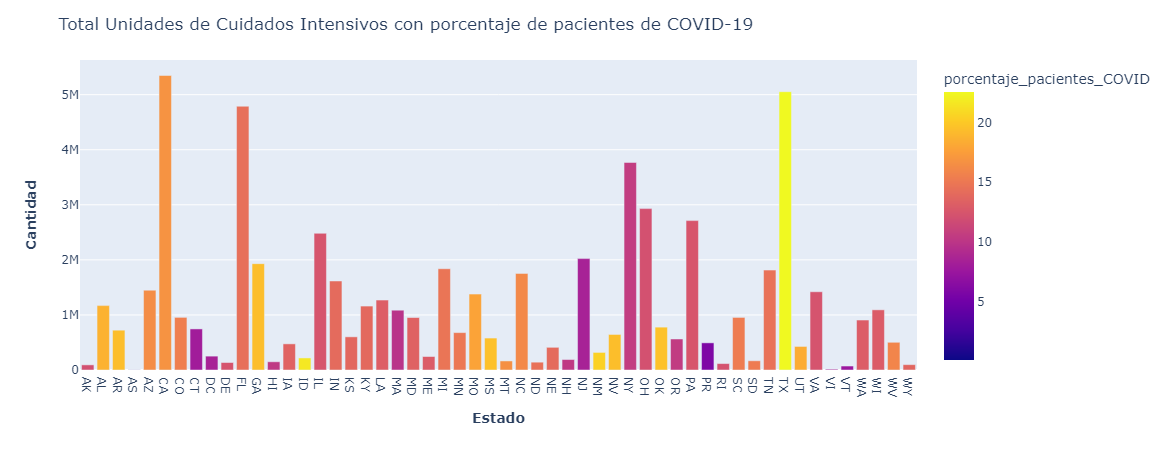 Total Unidades de Cuidados Intensivos con porcentaje de pacientes de COVID-19
porcentaje_pacientes_COVID
5M
4M
3M
2M
1M
0
Cantidad
20
15
10
5
AK AL AR AS AZ CA CO CT DC DE FL GA HI IA ID IL IN KS KY LA MA MD ME MI MN MO MS MT NC ND NE NH NJ NM NV NY OH OK OR PA PR RI SC SD TN TX UT VA VI VT WA WI WV WY
Estado